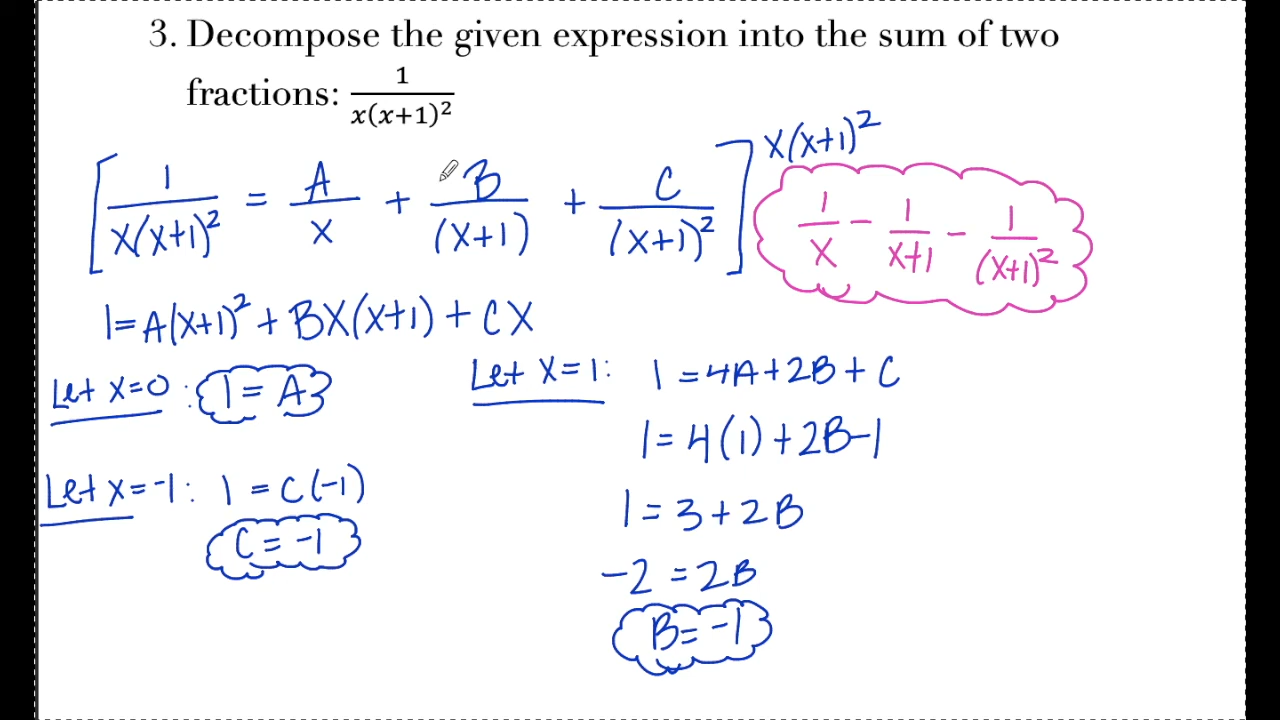 3. Decompose the given expression into the sum of two
fractions: 1/(x(x+1)²)
[ 1/(x(x+1)²) = A/x + B/(x+1) + C/(x+1)² ] x(x+1)²
1/x − 1/(x+1) − 1/(x+1)²
1 = A(x+1)² + BX(x+1) + CX
Let x=0 : 1 = A
Let x=-1 : 1 = C(-1)
C = -1
Let x=1: 1 = 4A + 2B + C
1 = 4(1) + 2B - 1
1 = 3 + 2B
-2 = 2B
B = -1